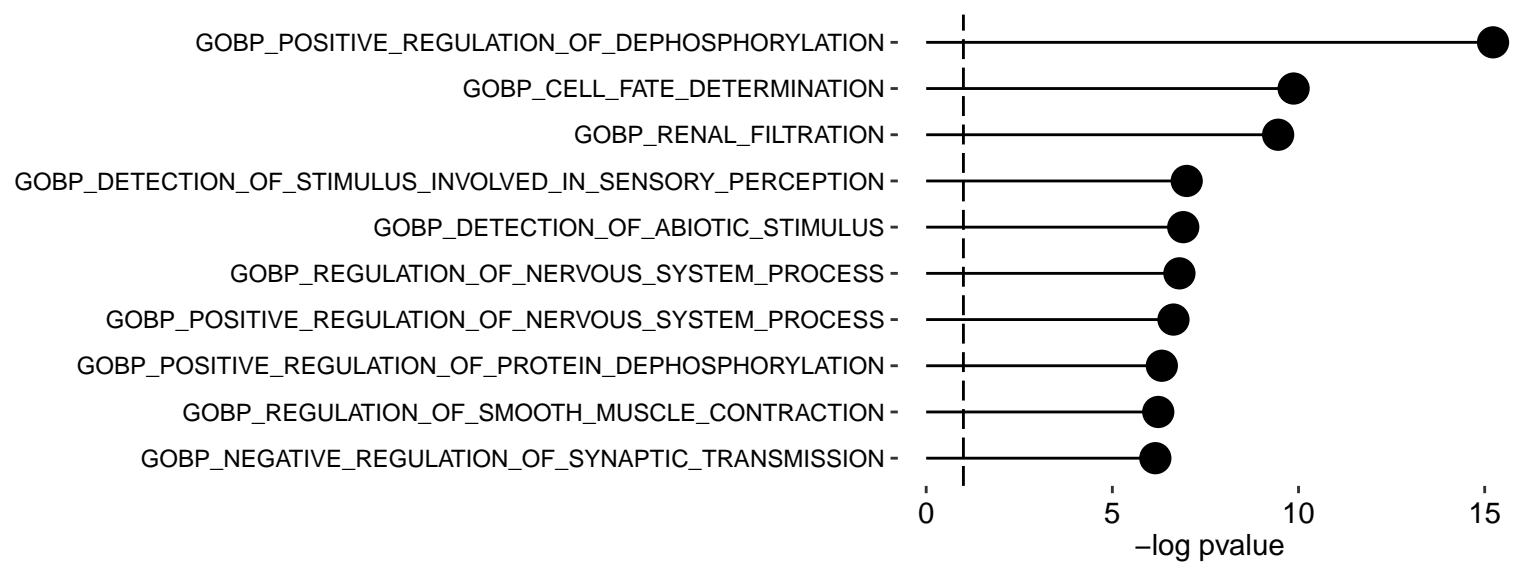 GOBP_POSITIVE_REGULATION_OF_DEPHOSPHORYLATION
GOBP_CELL_FATE_DETERMINATION
GOBP_RENAL_FILTRATION
GOBP_DETECTION_OF_STIMULUS_INVOLVED_IN_SENSORY_PERCEPTION
GOBP_DETECTION_OF_ABIOTIC_STIMULUS
GOBP_REGULATION_OF_NERVOUS_SYSTEM_PROCESS
GOBP_POSITIVE_REGULATION_OF_NERVOUS_SYSTEM_PROCESS
GOBP_POSITIVE_REGULATION_OF_PROTEIN_DEPHOSPHORYLATION
GOBP_REGULATION_OF_SMOOTH_MUSCLE_CONTRACTION
GOBP_NEGATIVE_REGULATION_OF_SYNAPTIC_TRANSMISSION
0 5 10 15
−log pvalue